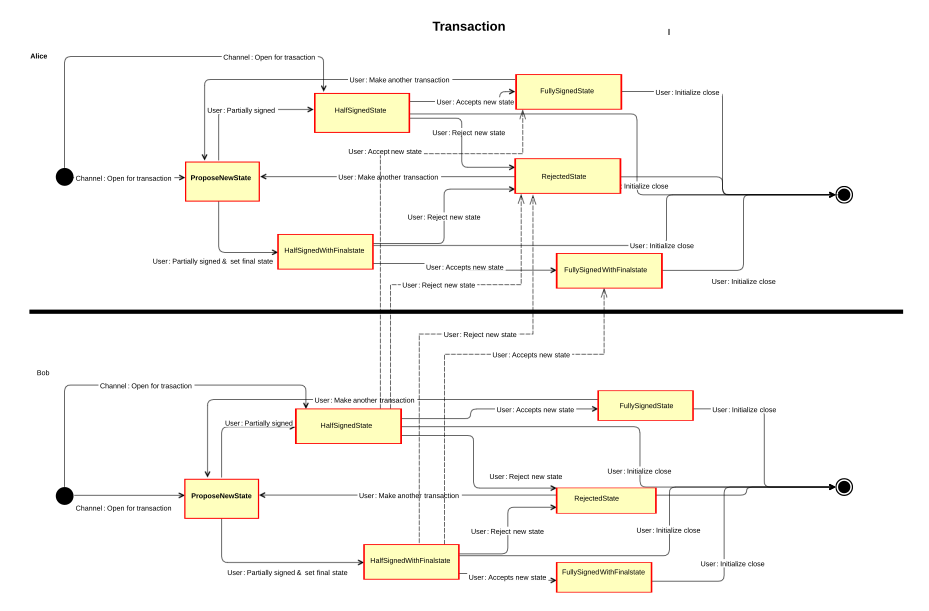 Transaction
I
Alice
Channel : Open for trasaction
User : Make another transaction
FullySignedState
User : Initialize close
User : Accepts new state
User : Partially signed
HalfSignedState
User : Reject new state
User : Accept new state
Channel : Open for transaction
ProposeNewState
User : Make another transaction
RejectedState
Initialize close
User : Reject new state
HalfSignedWithFinalstate
User : Initialize close
User : Partially signed & set final state
User : Accepts new state
FullySignedWithFinalstate
User : Reject new state
User : Initialize close
User : Reject new state
User : Accepts new state
Bob
Channel : Open for trasaction
User : Make another transaction
FullySignedState
User : Accepts new state
User : Initialize close
User : Partially signed
HalfSignedState
User : Initialize close
User : Reject new state
ProposeNewState
User : Make another transaction
RejectedState
Channel : Open for transaction
User : Reject new state
User : Initialize close
HalfSignedWithFinalstate
User : Initialize close
User : Partially signed & set final state
User : Accepts new state
FullySignedWithFinalstate